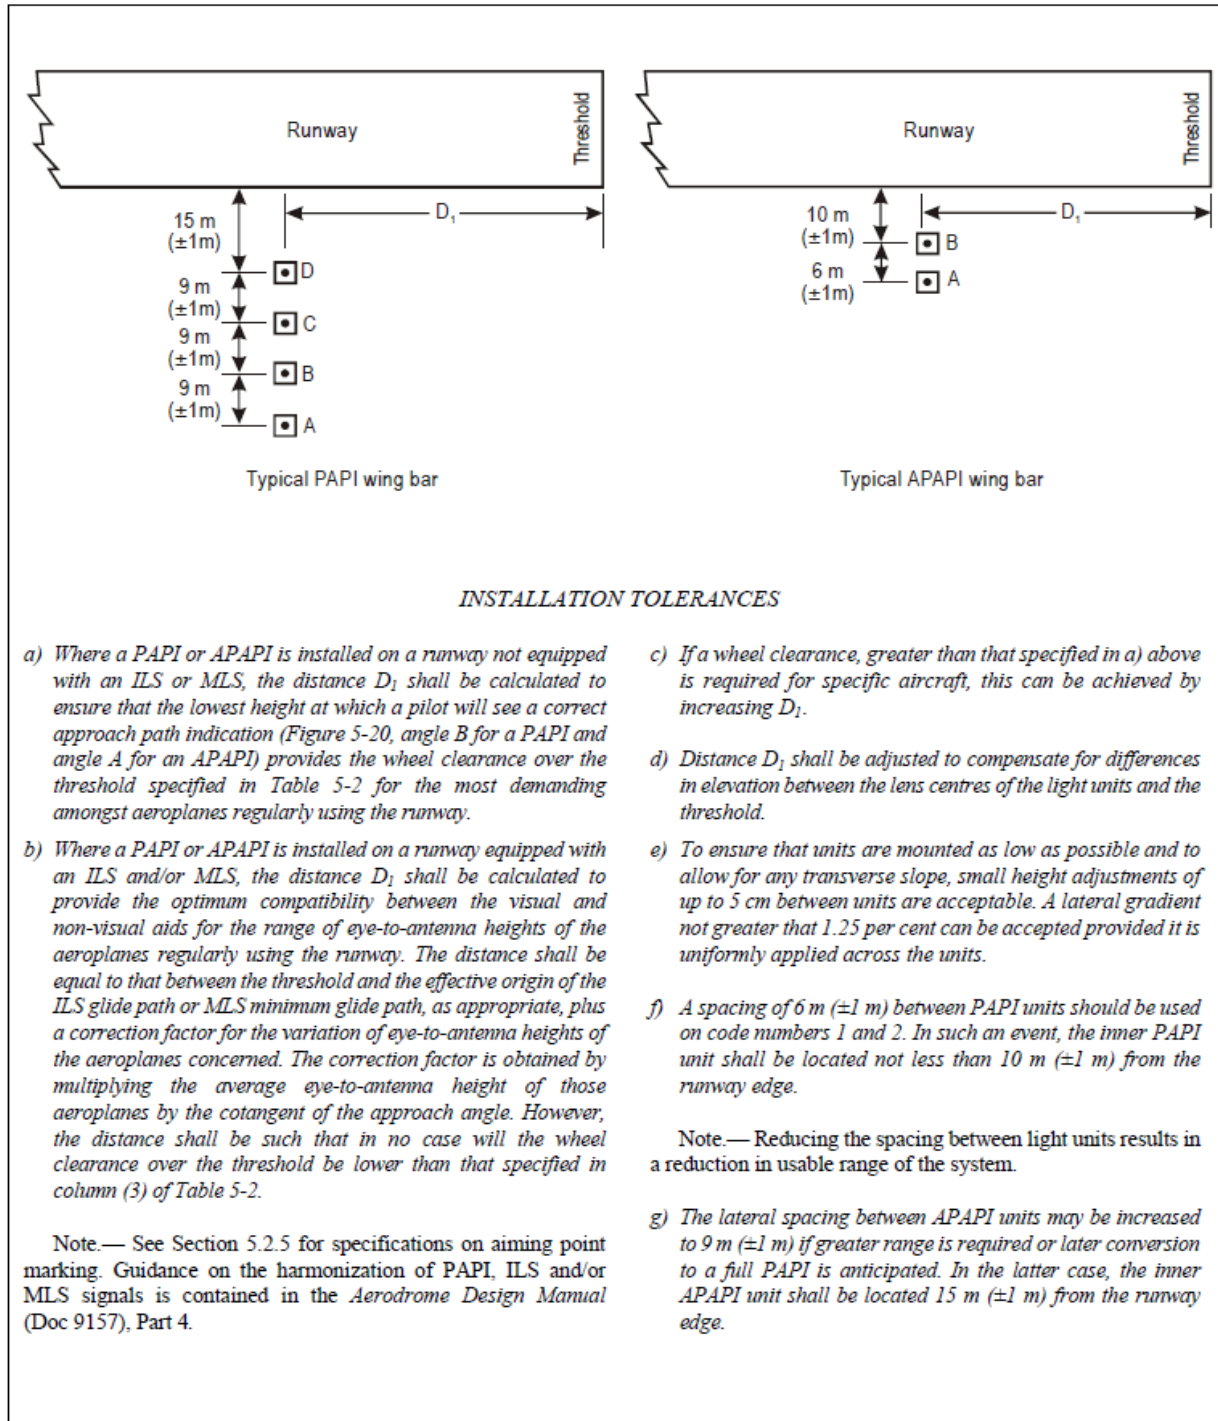 Runway
Threshold
15 m
(±1m)
D₁
D
9 m
(±1m)
C
9 m
(±1m)
B
9 m
(±1m)
A
Typical PAPI wing bar
Runway
Threshold
10 m
(±1m)
D₁
B
6 m
(±1m)
A
Typical APAPI wing bar
INSTALLATION TOLERANCES
a) Where a PAPI or APAPI is installed on a runway not equipped
with an ILS or MLS, the distance D₁ shall be calculated to
ensure that the lowest height at which a pilot will see a correct
approach path indication (Figure 5-20, angle B for a PAPI and
angle A for an APAPI) provides the wheel clearance over the
threshold specified in Table 5-2 for the most demanding
amongst aeroplanes regularly using the runway.
b) Where a PAPI or APAPI is installed on a runway equipped with
an ILS and/or MLS, the distance D₁ shall be calculated to
provide the optimum compatibility between the visual and
non-visual aids for the range of eye-to-antenna heights of the
aeroplanes regularly using the runway. The distance shall be
equal to that between the threshold and the effective origin of the
ILS glide path or MLS minimum glide path, as appropriate, plus
a correction factor for the variation of eye-to-antenna heights of
the aeroplanes concerned. The correction factor is obtained by
multiplying the average eye-to-antenna height of those
aeroplanes by the cotangent of the approach angle. However,
the distance shall be such that in no case will the wheel
clearance over the threshold be lower than that specified in
column (3) of Table 5-2.
Note.— See Section 5.2.5 for specifications on aiming point
marking. Guidance on the harmonization of PAPI, ILS and/or
MLS signals is contained in the Aerodrome Design Manual
(Doc 9157), Part 4.
c) If a wheel clearance, greater than that specified in a) above
is required for specific aircraft, this can be achieved by
increasing D₁.
d) Distance D₁ shall be adjusted to compensate for differences
in elevation between the lens centres of the light units and the
threshold.
e) To ensure that units are mounted as low as possible and to
allow for any transverse slope, small height adjustments of
up to 5 cm between units are acceptable. A lateral gradient
not greater that 1.25 per cent can be accepted provided it is
uniformly applied across the units.
f) A spacing of 6 m (±1 m) between PAPI units should be used
on code numbers 1 and 2. In such an event, the inner PAPI
unit shall be located not less than 10 m (±1 m) from the
runway edge.
Note.— Reducing the spacing between light units results in
a reduction in usable range of the system.
g) The lateral spacing between APAPI units may be increased
to 9 m (±1 m) if greater range is required or later conversion
to a full PAPI is anticipated. In the latter case, the inner
APAPI unit shall be located 15 m (±1 m) from the runway
edge.